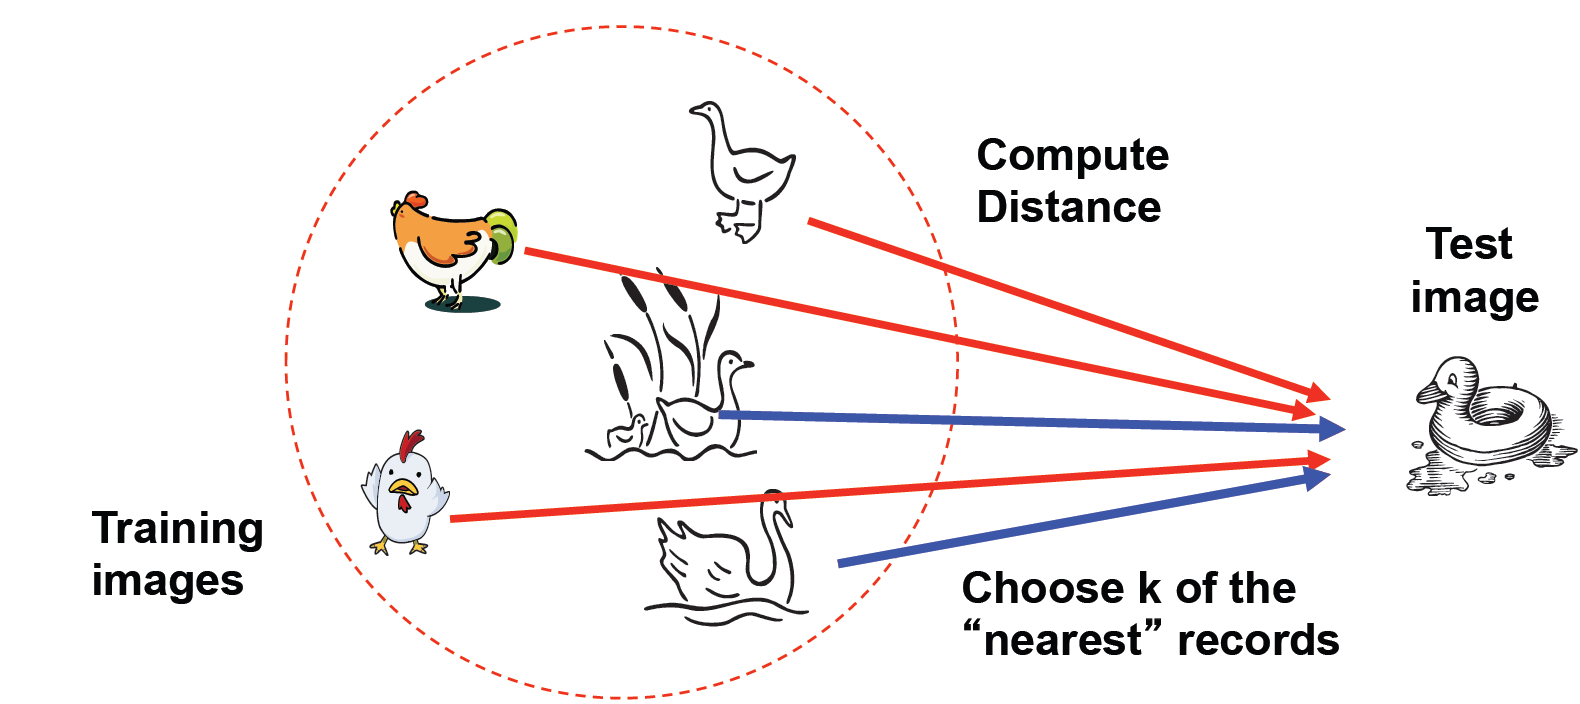 Compute
Distance
Test
image
Training
images
Choose k of the
“nearest” records